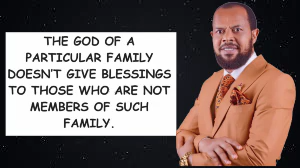 THE GOD OF A
PARTICULAR FAMILY
DOESN'T GIVE BLESSINGS
TO THOSE WHO ARE NOT
MEMBERS OF SUCH
FAMILY.